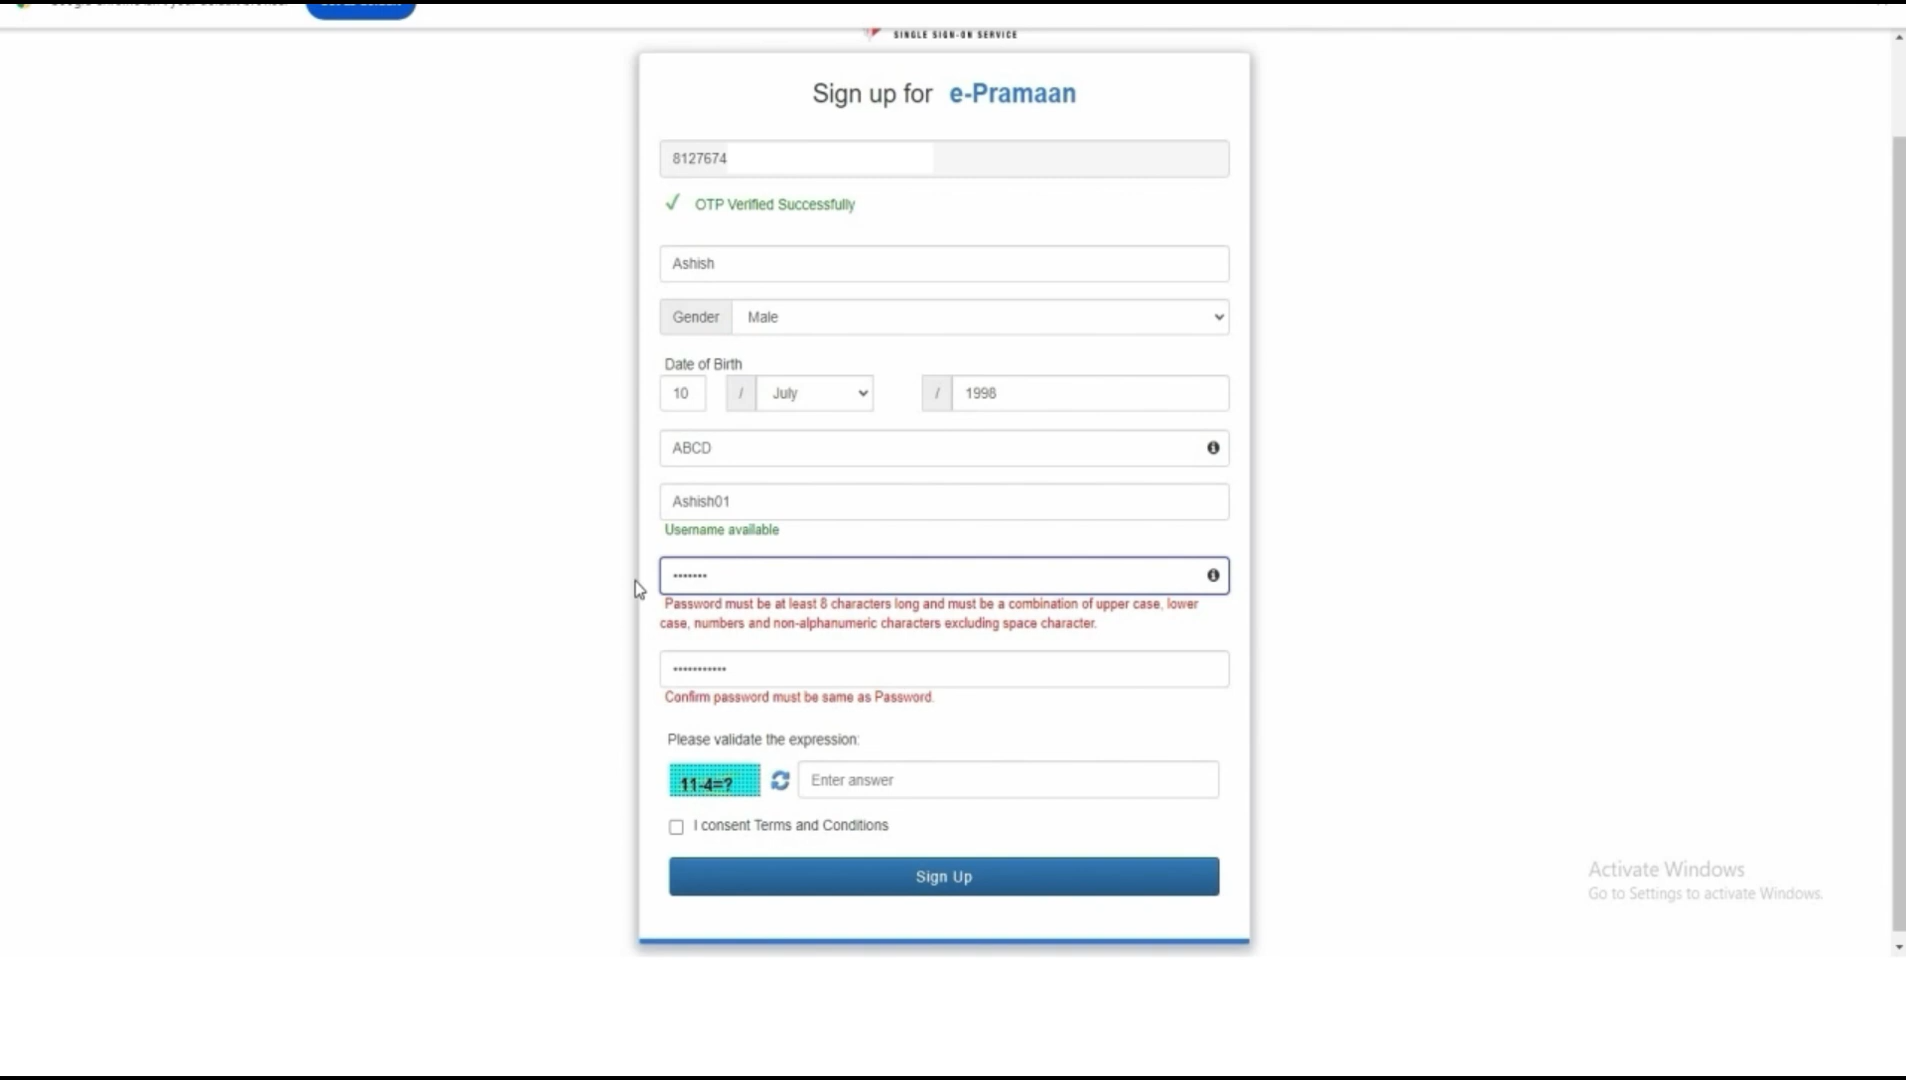 SINGLE SIGN-ON SERVICE
Sign up for e-Pramaan
8127674
OTP Verified Successfully
Ashish
Gender Male
Date of Birth
10 / July / 1998
ABCD
Ashish01
Username available
•••••••
Password must be at least 8 characters long and must be a combination of upper case, lower
case, numbers and non-alphanumeric characters excluding space character.
•••••••••••
Confirm password must be same as Password.
Please validate the expression:
11-4=? Enter answer
I consent Terms and Conditions
Sign Up
Activate Windows
Go to Settings to activate Windows.